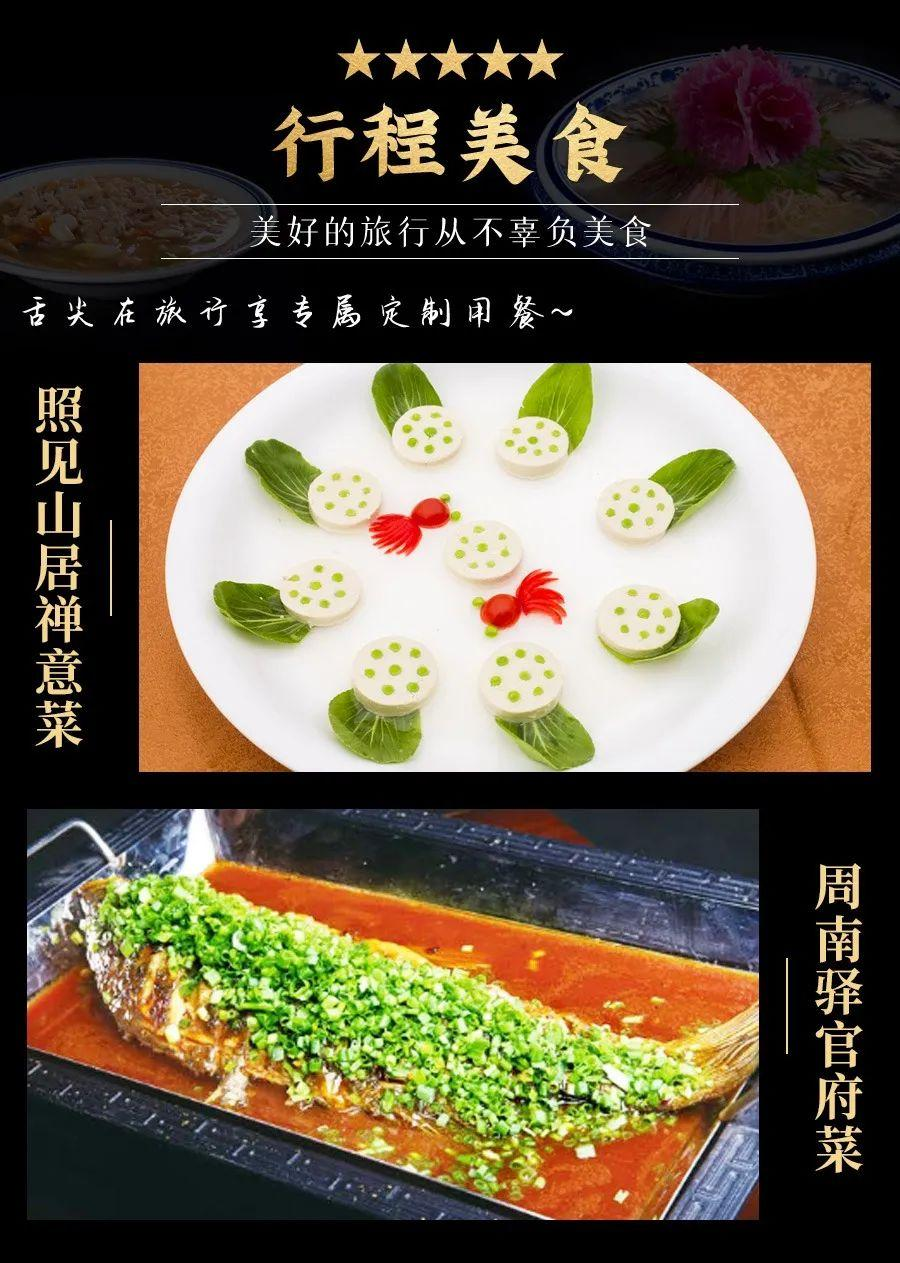 行程美食
美好的旅行从不辜负美食
舌尖在旅行享专属定制用餐~
照见山居禅意菜
周南驿官府菜